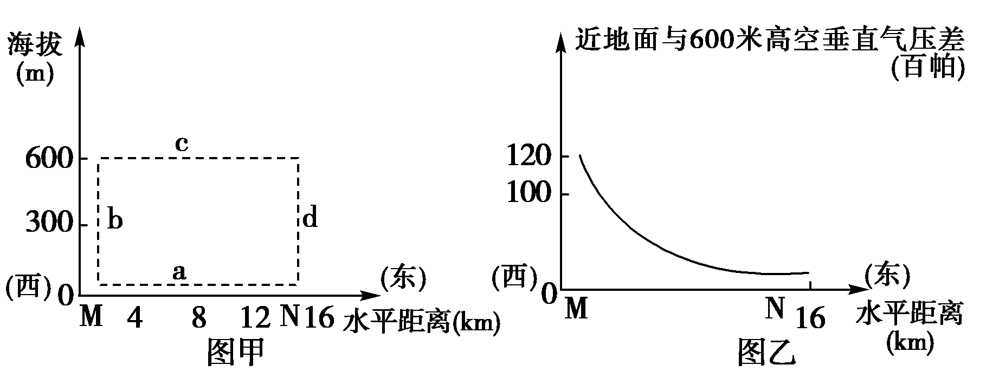 海拔
(m)
600
c
300
b
d
a
(西)
0
(东)
M
4
8
12
N
16
水平距离(km)
图甲
近地面与600米高空垂直气压差
(百帕)
120
100
(西)
0
(东)
M
N
16
水平距离
(km)
图乙